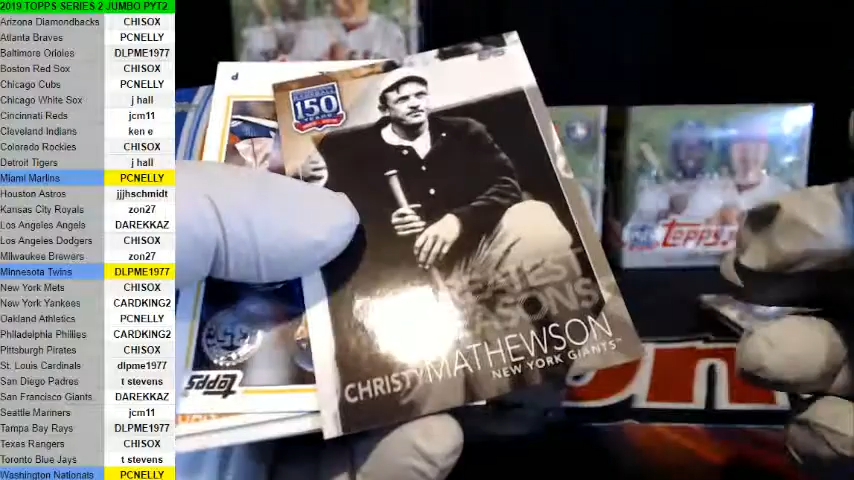 2019 TOPPS SERIES 2 JUMBO PYT2
Arizona Diamondbacks CHISOX
Atlanta Braves PCNELLY
Baltimore Orioles DLPME1977
Boston Red Sox CHISOX
Chicago Cubs PCNELLY
Chicago White Sox j hall
Cincinnati Reds jcm11
Cleveland Indians ken e
Colorado Rockies CHISOX
Detroit Tigers j hall
Miami Marlins PCNELLY
Houston Astros jjjhschmidt
Kansas City Royals zon27
Los Angeles Angels DAREKKAZ
Los Angeles Dodgers CHISOX
Milwaukee Brewers zon27
Minnesota Twins DLPME1977
New York Mets CHISOX
New York Yankees CARDKING2
Oakland Athletics PCNELLY
Philadelphia Phillies CARDKING2
Pittsburgh Pirates CHISOX
St. Louis Cardinals dlpme1977
San Diego Padres t stevens
San Francisco Giants DAREKKAZ
Seattle Mariners jcm11
Tampa Bay Rays DLPME1977
Texas Rangers CHISOX
Toronto Blue Jays t stevens
Washington Nationals PCNELLY
150
YEARS
GREATEST
SEASONS
CHRISTY MATHEWSON
NEW YORK GIANTS
topps
TOPPS